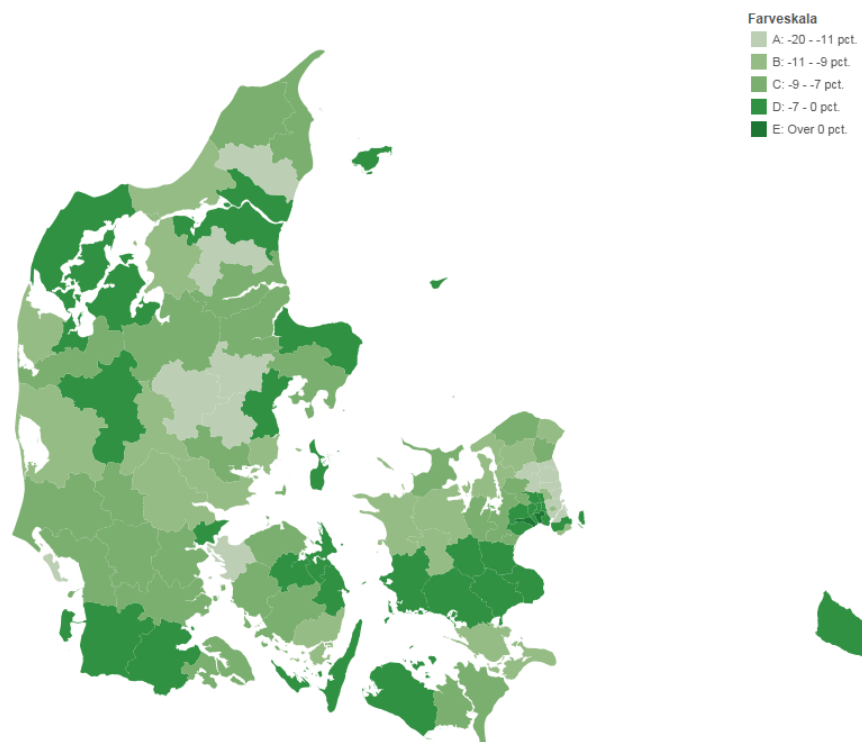 Farveskala
A: -20 - -11 pct.
B: -11 - -9 pct.
C: -9 - -7 pct.
D: -7 - 0 pct.
E: Over 0 pct.